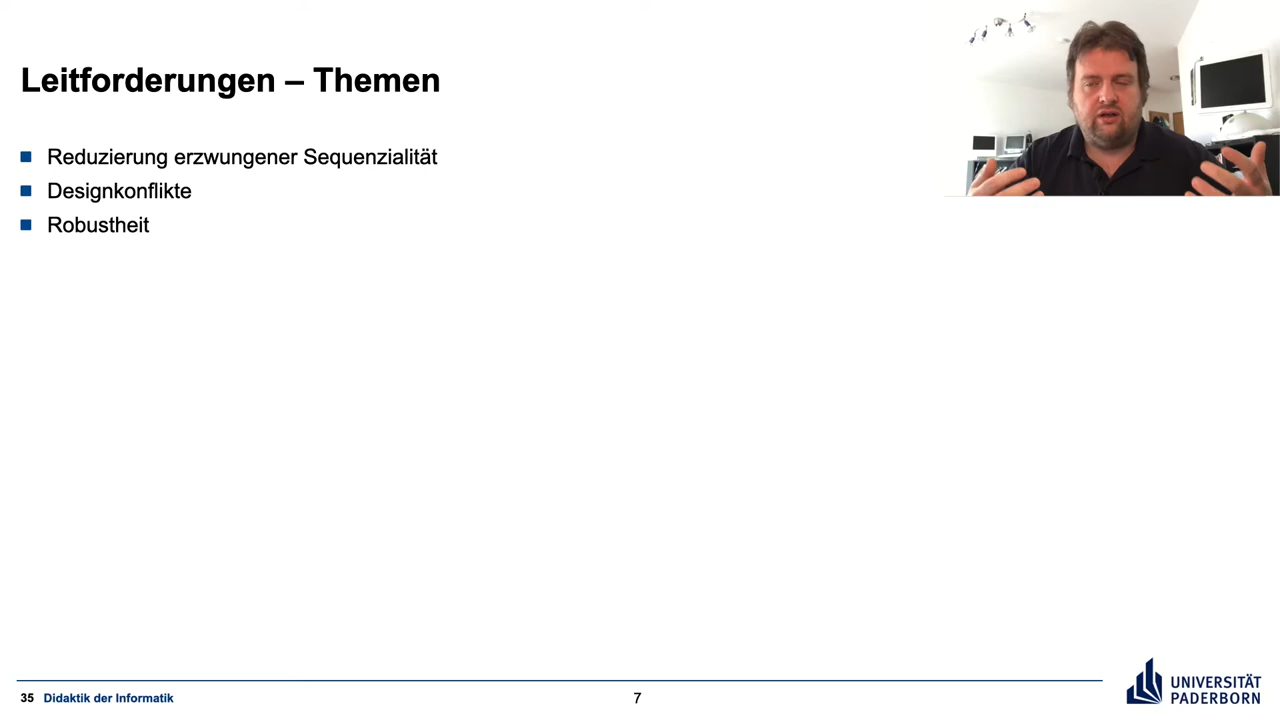 Leitforderungen – Themen
Reduzierung erzwungener Sequenzialität
Designkonflikte
Robustheit
35 Didaktik der Informatik
7
UNIVERSITÄT
PADERBORN